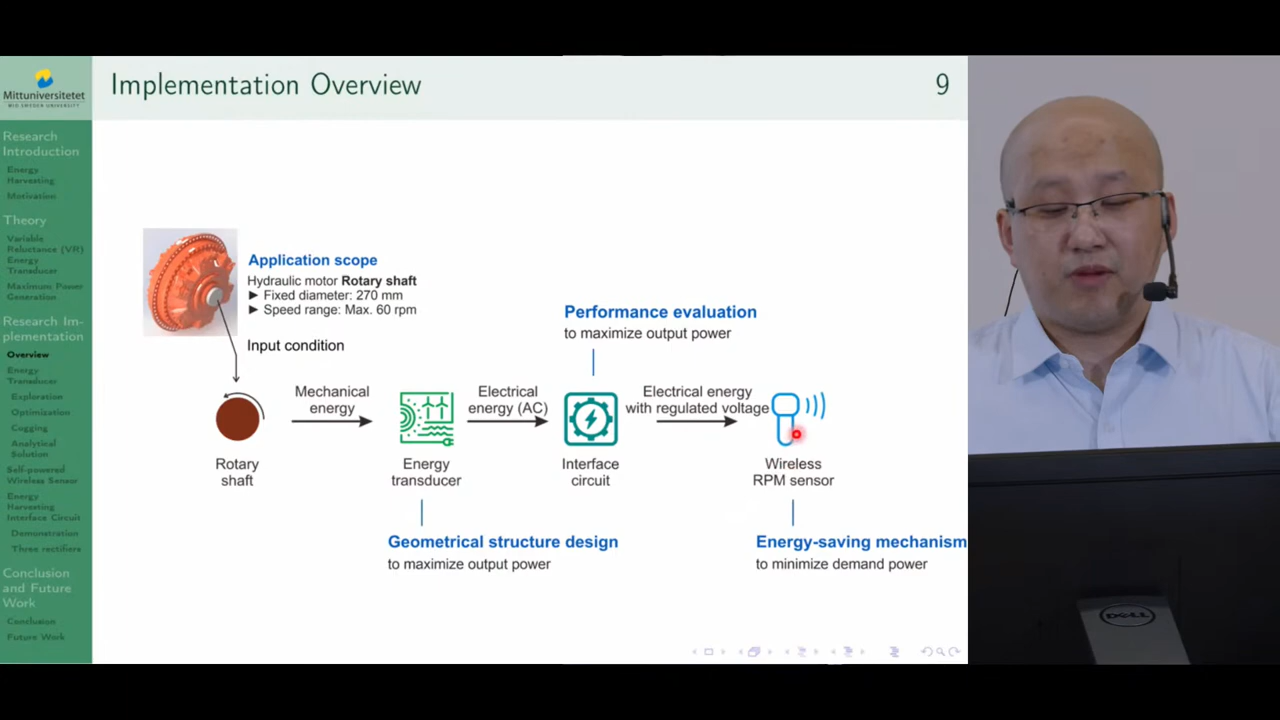 Mittuniversitetet
MID SWEDEN UNIVERSITY
Implementation Overview
9
Research
Introduction
Energy
Harvesting
Motivation
Theory
Variable
Reluctance (VR)
Energy
Transducer
Maximum Power
Generation
Research Im-
plementation
Overview
Energy
Transducer
Exploration
Optimization
Cogging
Analytical
Solution
Self-powered
Wireless Sensor
Energy
Harvesting
Interface Circuit
Demonstration
Three rectifiers
Conclusion
and Future
Work
Conclusion
Future Work
Application scope
Hydraulic motor Rotary shaft
► Fixed diameter: 270 mm
► Speed range: Max. 60 rpm
Input condition
Performance evaluation
to maximize output power
Mechanical
energy
Electrical
energy (AC)
Electrical energy
with regulated voltage
Rotary
shaft
Energy
transducer
Interface
circuit
Wireless
RPM sensor
Geometrical structure design
to maximize output power
Energy-saving mechanism
to minimize demand power
DELL